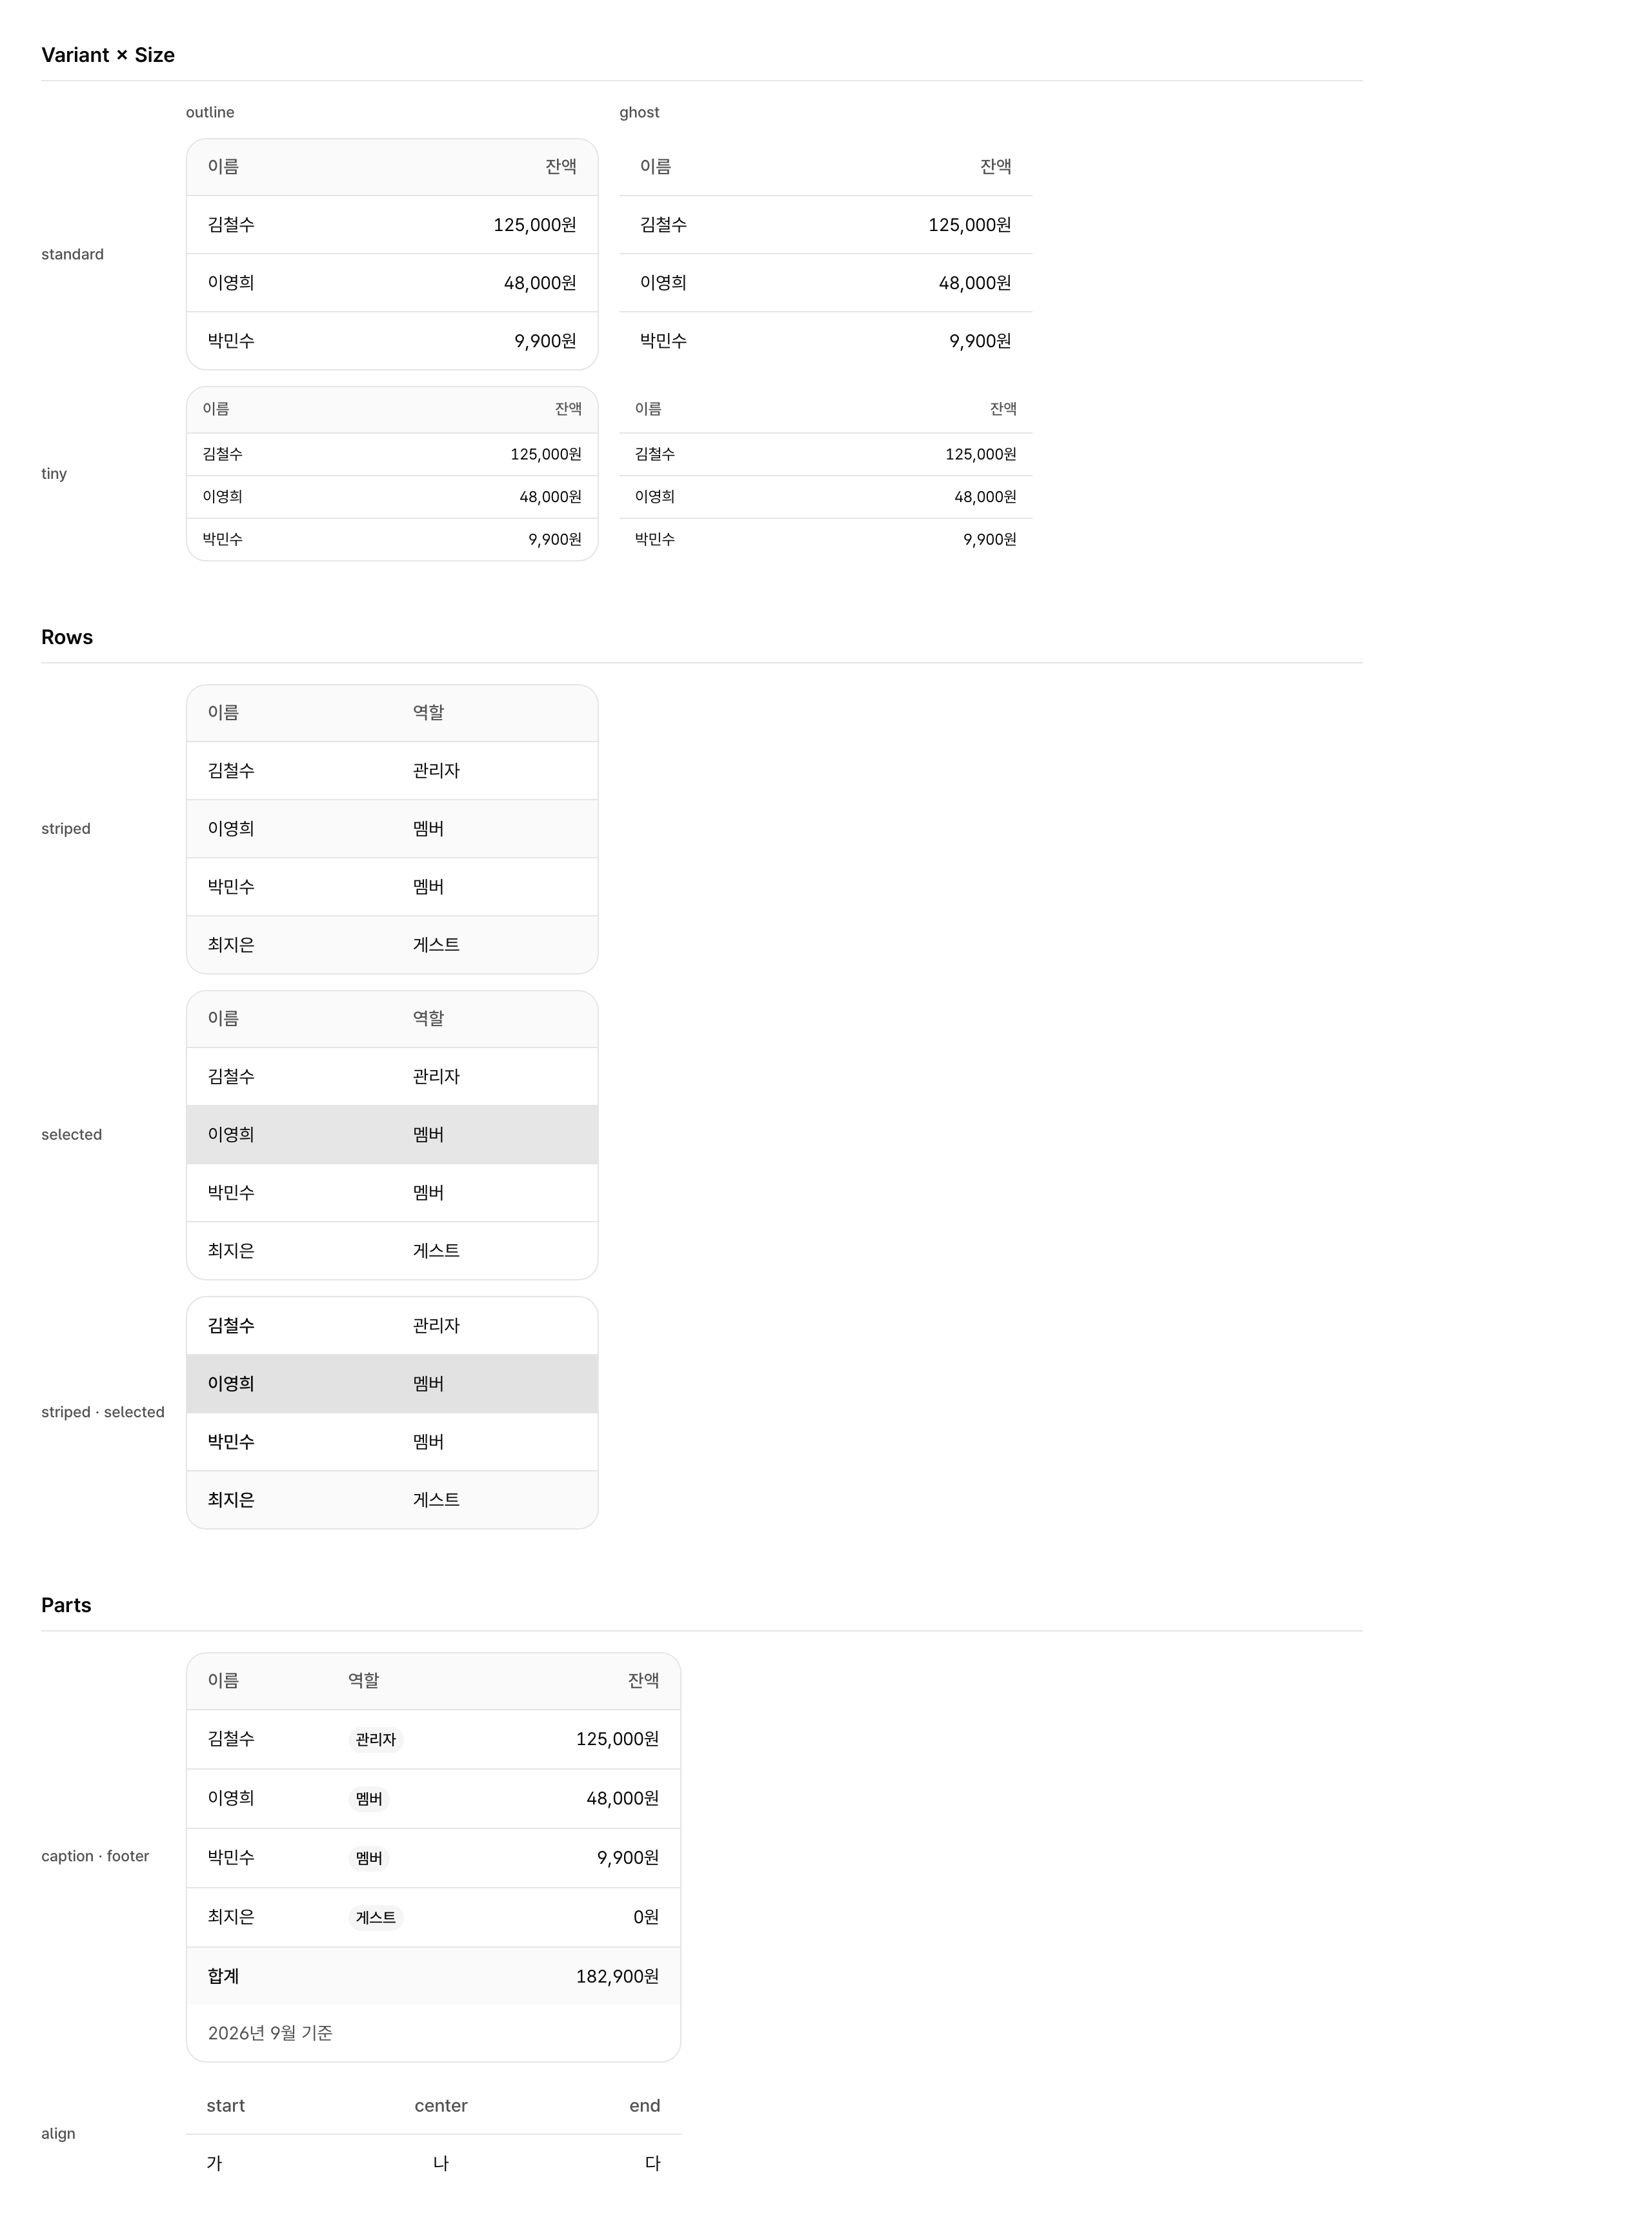 Variant × Size
outline ghost
이름 잔액 이름 잔액
김철수 125,000원 김철수 125,000원
standard
이영희 48,000원 이영희 48,000원
박민수 9,900원 박민수 9,900원
이름 잔액 이름 잔액
김철수 125,000원 김철수 125,000원
tiny
이영희 48,000원 이영희 48,000원
박민수 9,900원 박민수 9,900원
Rows
이름 역할
김철수 관리자
striped 이영희 멤버
박민수 멤버
최지은 게스트
이름 역할
김철수 관리자
selected 이영희 멤버
박민수 멤버
최지은 게스트
김철수 관리자
이영희 멤버
striped · selected
박민수 멤버
최지은 게스트
Parts
이름 역할 잔액
김철수 관리자 125,000원
이영희 멤버 48,000원
caption · footer 박민수 멤버 9,900원
최지은 게스트 0원
합계 182,900원
2026년 9월 기준
start center end
align
가 나 다